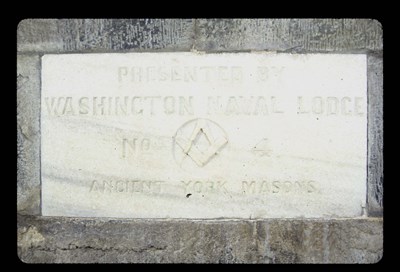 PRESENTED BY
WASHINGTON NAVAL LODGE
NO 4
ANCIENT YORK MASONS.